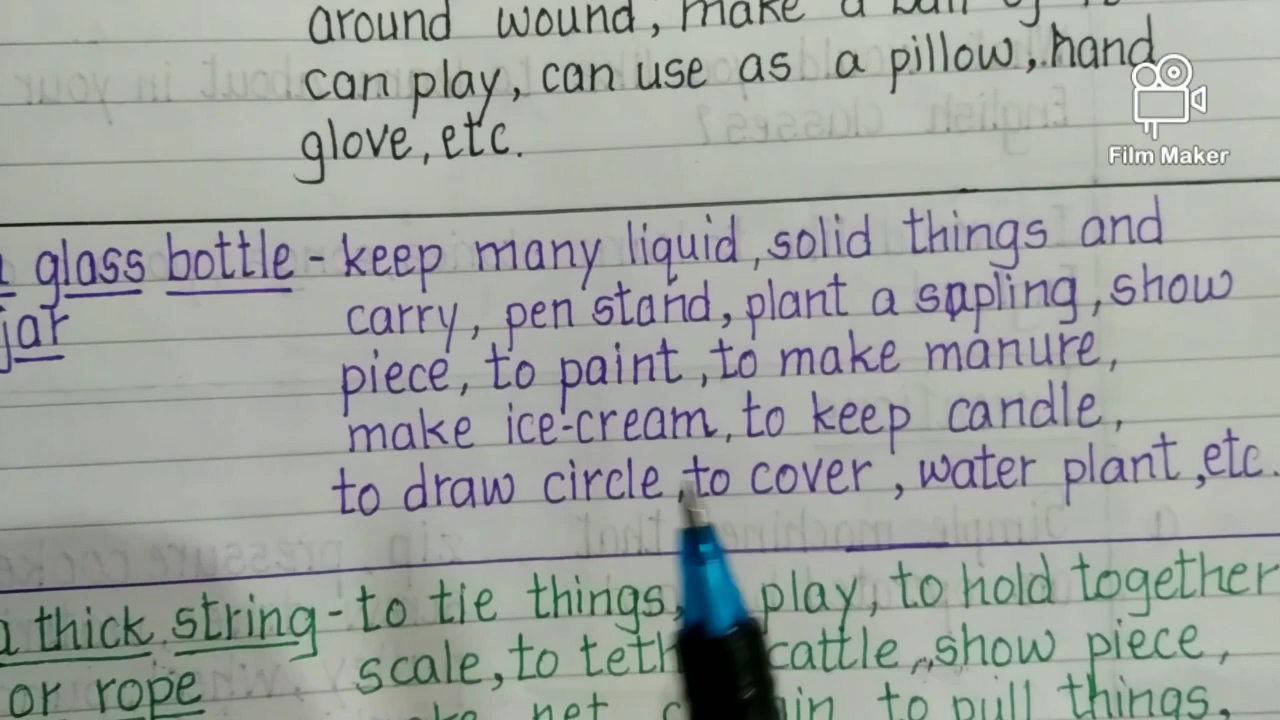 around wound, make a
can play, can use as a pillow, hand
glove, etc.
Film Maker
a glass bottle - keep many liquid, solid things and
jar carry, pen stand, plant a sapling, show
piece, to paint, to make manure,
make ice-cream, to keep candle,
to draw circle, to cover, water plant, etc.
a thick string - to tie things, play, to hold together
or rope scale, to cattle, show piece,
net to pull things,